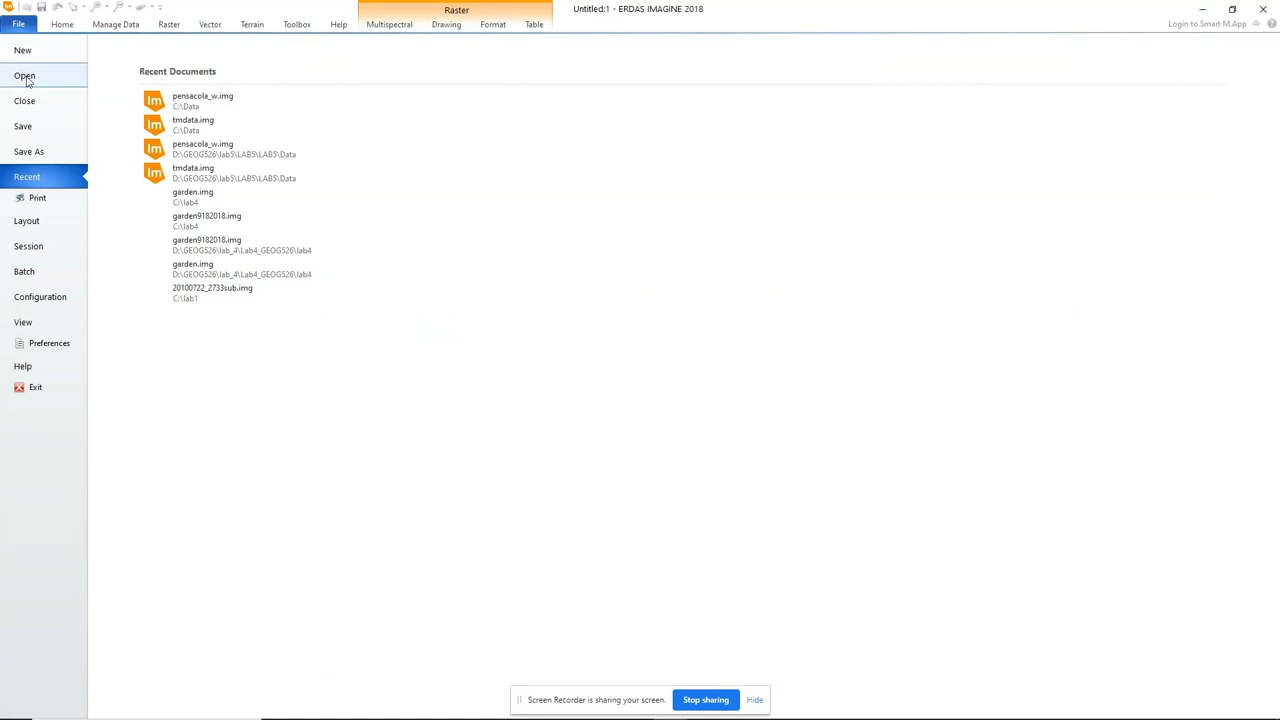 Untitled:1 - ERDAS IMAGINE 2018
Raster
File Home Manage Data Raster Vector Terrain Toolbox Help Multispectral Drawing Format Table Login to Smart M.App
New
Open
Close
Save
Save As
Recent
Print
Layout
Session
Batch
Configuration
View
Preferences
Help
Exit
Recent Documents
Im pensacola_w.img
C:\Data
Im tmdata.img
C:\Data
Im pensacola_w.img
D:\GEOG526\lab5\LAB5\LAB5\Data
Im tmdata.img
D:\GEOG526\lab5\LAB5\LAB5\Data
garden.img
C:\lab4
garden9182018.img
C:\lab4
garden9182018.img
D:\GEOG526\lab_4\Lab4_GEOG526\lab4
garden.img
D:\GEOG526\lab_4\Lab4_GEOG526\lab4
20100722_2733sub.img
C:\lab1
Screen Recorder is sharing your screen. Stop sharing Hide